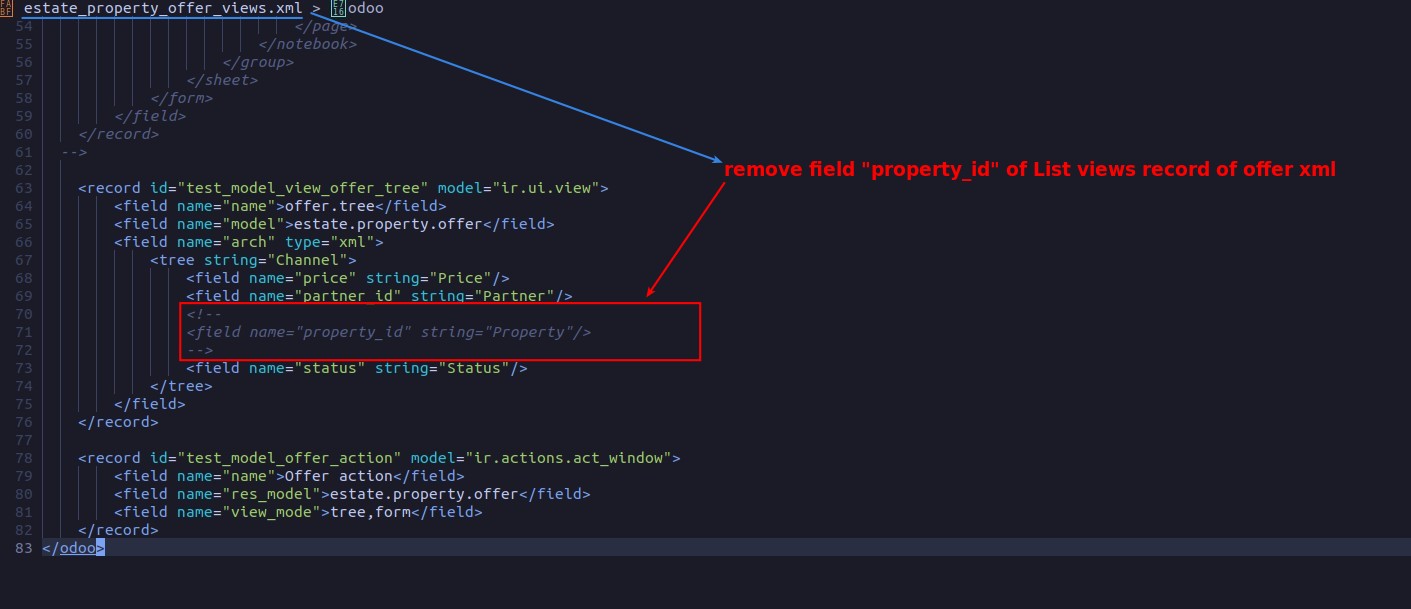 estate_property_offer_views.xml > odoo
54 </page>
55 </notebook>
56 </group>
57 </sheet>
58 </form>
59 </field>
60 </record>
61 -->
62
remove field "property_id" of List views record of offer xml
63 <record id="test_model_view_offer_tree" model="ir.ui.view">
64 <field name="name">offer.tree</field>
65 <field name="model">estate.property.offer</field>
66 <field name="arch" type="xml">
67 <tree string="Channel">
68 <field name="price" string="Price"/>
69 <field name="partner_id" string="Partner"/>
70 <!--
71 <field name="property_id" string="Property"/>
72 -->
73 <field name="status" string="Status"/>
74 </tree>
75 </field>
76 </record>
77
78 <record id="test_model_offer_action" model="ir.actions.act_window">
79 <field name="name">Offer action</field>
80 <field name="res_model">estate.property.offer</field>
81 <field name="view_mode">tree,form</field>
82 </record>
83 </odoo>